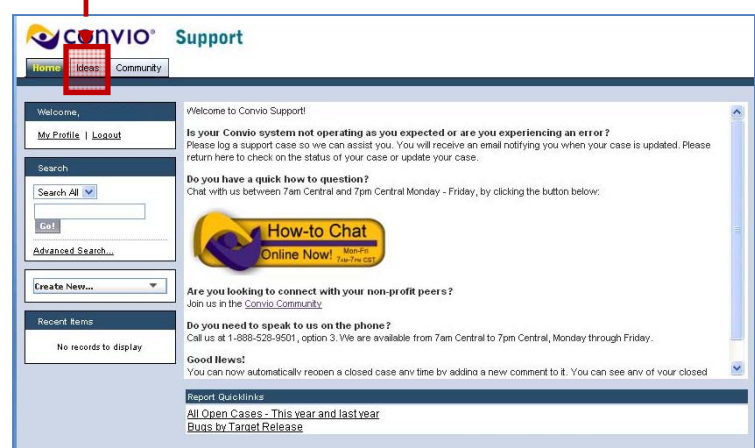 CONVIO® Support
Home Ideas Community
Welcome,
My Profile | Logout
Search
Search All
Go!
Advanced Search...
Create New...
Recent Items
No records to display
Welcome to Convio Support!
Is your Convio system not operating as you expected or are you experiencing an error?
Please log a support case so we can assist you. You will receive an email notifying you when your case is updated. Please
return here to check on the status of your case or update your case.
Do you have a quick how to question?
Chat with us between 7am Central and 7pm Central Monday - Friday, by clicking the button below:
How-to Chat
Online Now! Mon-Fri
7AM-7PM CST
Are you looking to connect with your non-profit peers?
Join us in the Convio Community
Do you need to speak to us on the phone?
Call us at 1-888-528-9501, option 3. We are available from 7am Central to 7pm Central, Monday through Friday.
Good News!
You can now automatically reopen a closed case any time by adding a new comment to it. You can see any of your closed
Report Quicklinks
All Open Cases - This year and last year
Bugs by Target Release